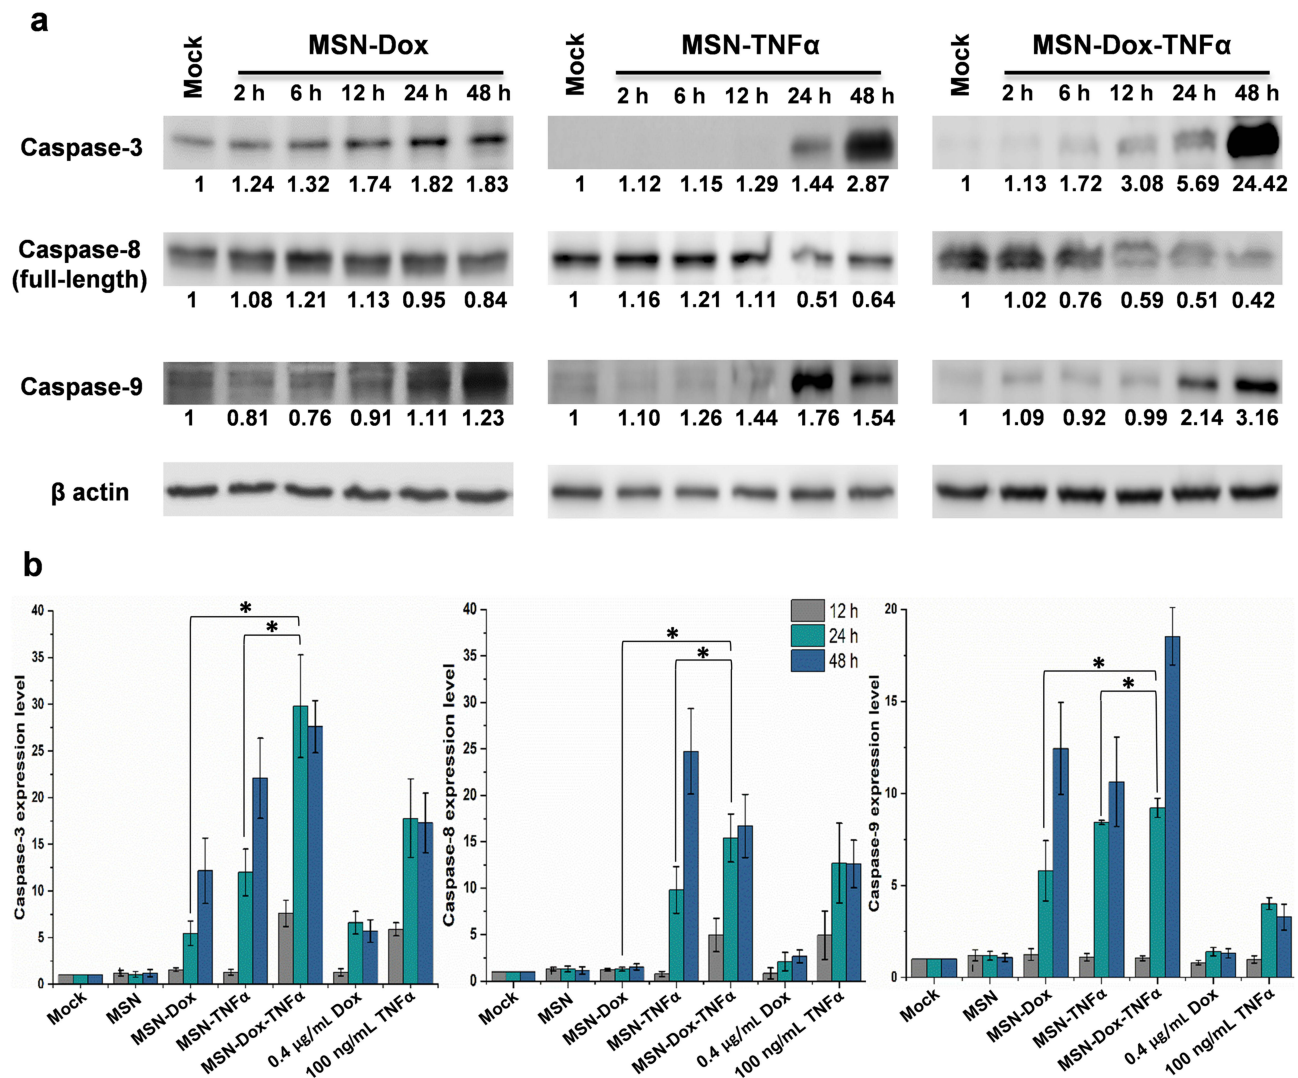 a
MSN-Dox
MSN-TNFα
MSN-Dox-TNFα
Mock 2 h 6 h 12 h 24 h 48 h
Mock 2 h 6 h 12 h 24 h 48 h
Mock 2 h 6 h 12 h 24 h 48 h
Caspase-3
1 1.24 1.32 1.74 1.82 1.83
1 1.12 1.15 1.29 1.44 2.87
1 1.13 1.72 3.08 5.69 24.42
Caspase-8
(full-length)
1 1.08 1.21 1.13 0.95 0.84
1 1.16 1.21 1.11 0.51 0.64
1 1.02 0.76 0.59 0.51 0.42
Caspase-9
1 0.81 0.76 0.91 1.11 1.23
1 1.10 1.26 1.44 1.76 1.54
1 1.09 0.92 0.99 2.14 3.16
β actin
b
Caspase-3 expression level
40
35
30
25
20
15
10
5
0
* *
Mock MSN MSN-Dox MSN-TNFα MSN-Dox-TNFα 0.4 µg/mL Dox 100 ng/mL TNFα
Caspase-8 expression level
40
35
30
25
20
15
10
5
0
* *
12 h
24 h
48 h
Mock MSN MSN-Dox MSN-TNFα MSN-Dox-TNFα 0.4 µg/mL Dox 100 ng/mL TNFα
Caspase-9 expression level
20
15
10
5
0
* *
Mock MSN MSN-Dox MSN-TNFα MSN-Dox-TNFα 0.4 µg/mL Dox 100 ng/mL TNFα